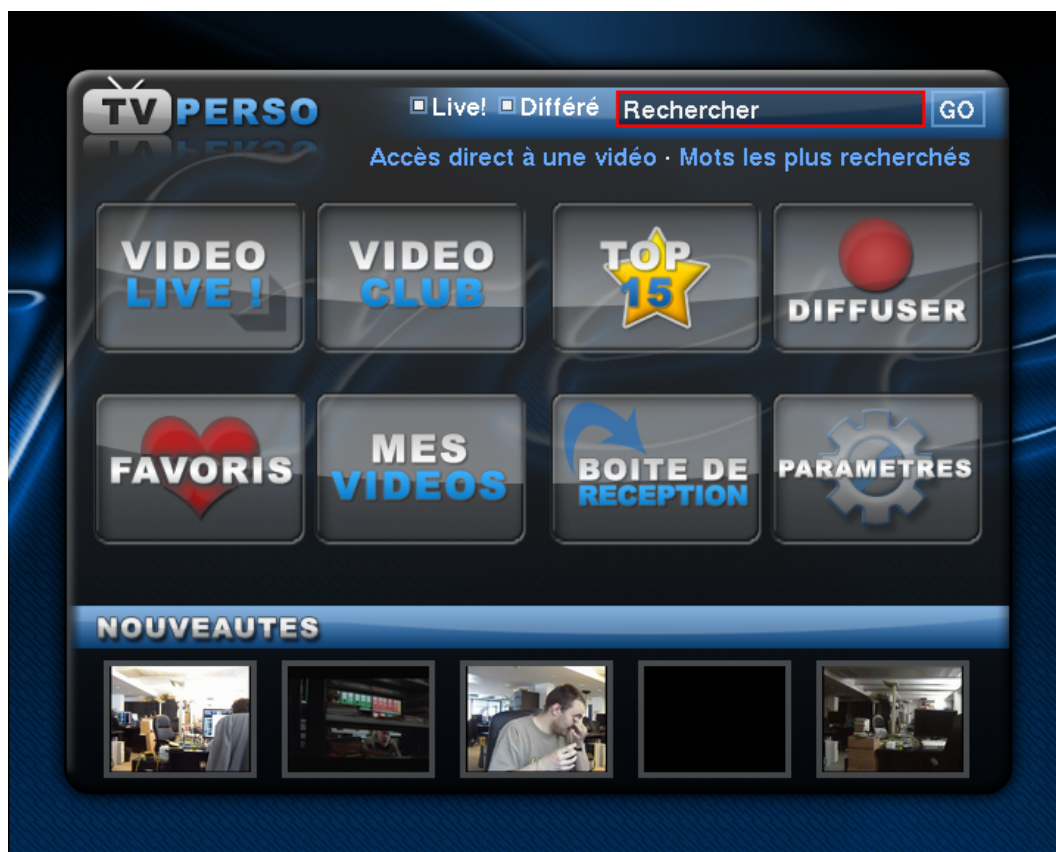 TV PERSO
Live! Différé Rechercher GO
Accès direct à une vidéo · Mots les plus recherchés
VIDEO
LIVE !
VIDEO
CLUB
TOP
15
DIFFUSER
FAVORIS
MES
VIDEOS
BOITE DE
RECEPTION
PARAMETRES
NOUVEAUTES